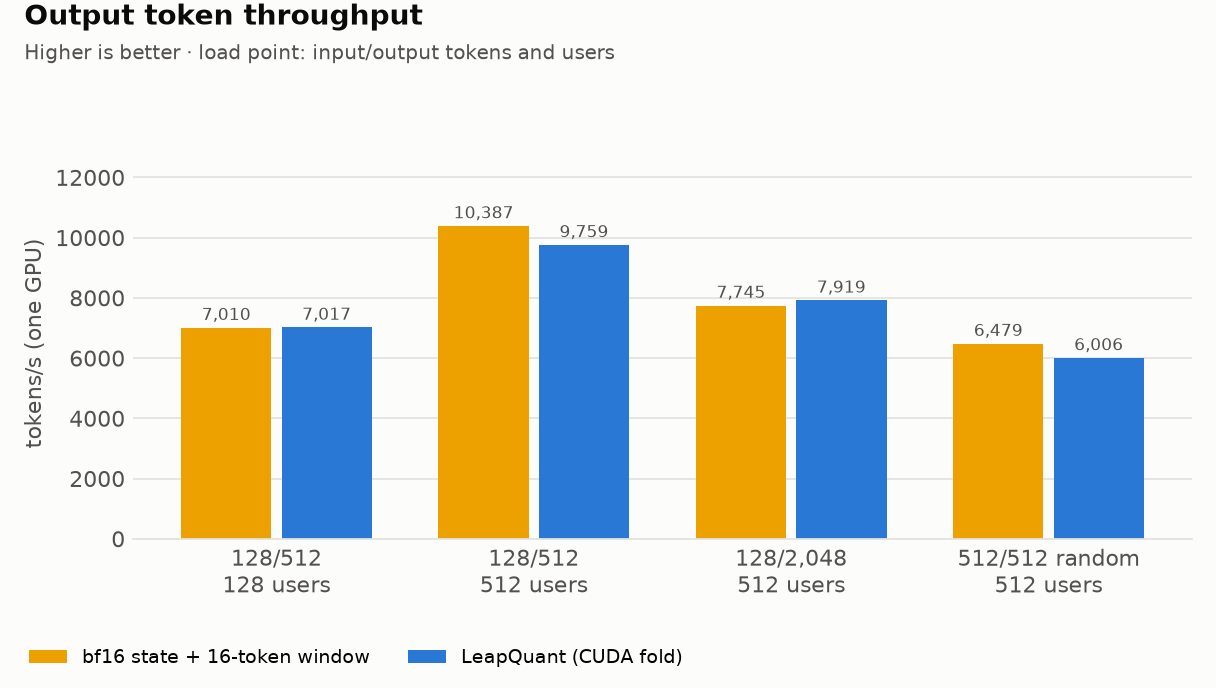 Output token throughput
Higher is better · load point: input/output tokens and users
tokens/s (one GPU)
12000
10000
8000
6000
4000
2000
0
7,010
7,017
10,387
9,759
7,745
7,919
6,479
6,006
128/512
128 users
128/512
512 users
128/2,048
512 users
512/512 random
512 users
bf16 state + 16-token window
LeapQuant (CUDA fold)